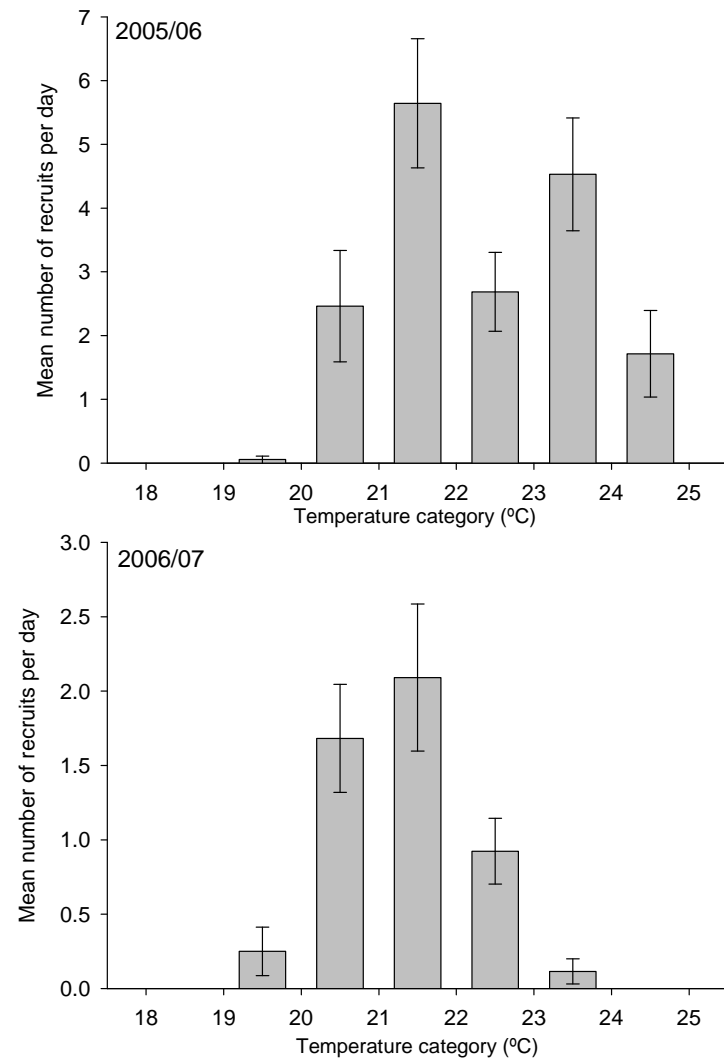 2005/06
Mean number of recruits per day
7
6
5
4
3
2
1
0
18 19 20 21 22 23 24 25
Temperature category (ºC)
2006/07
Mean number of recruits per day
3.0
2.5
2.0
1.5
1.0
0.5
0.0
18 19 20 21 22 23 24 25
Temperature category (ºC)